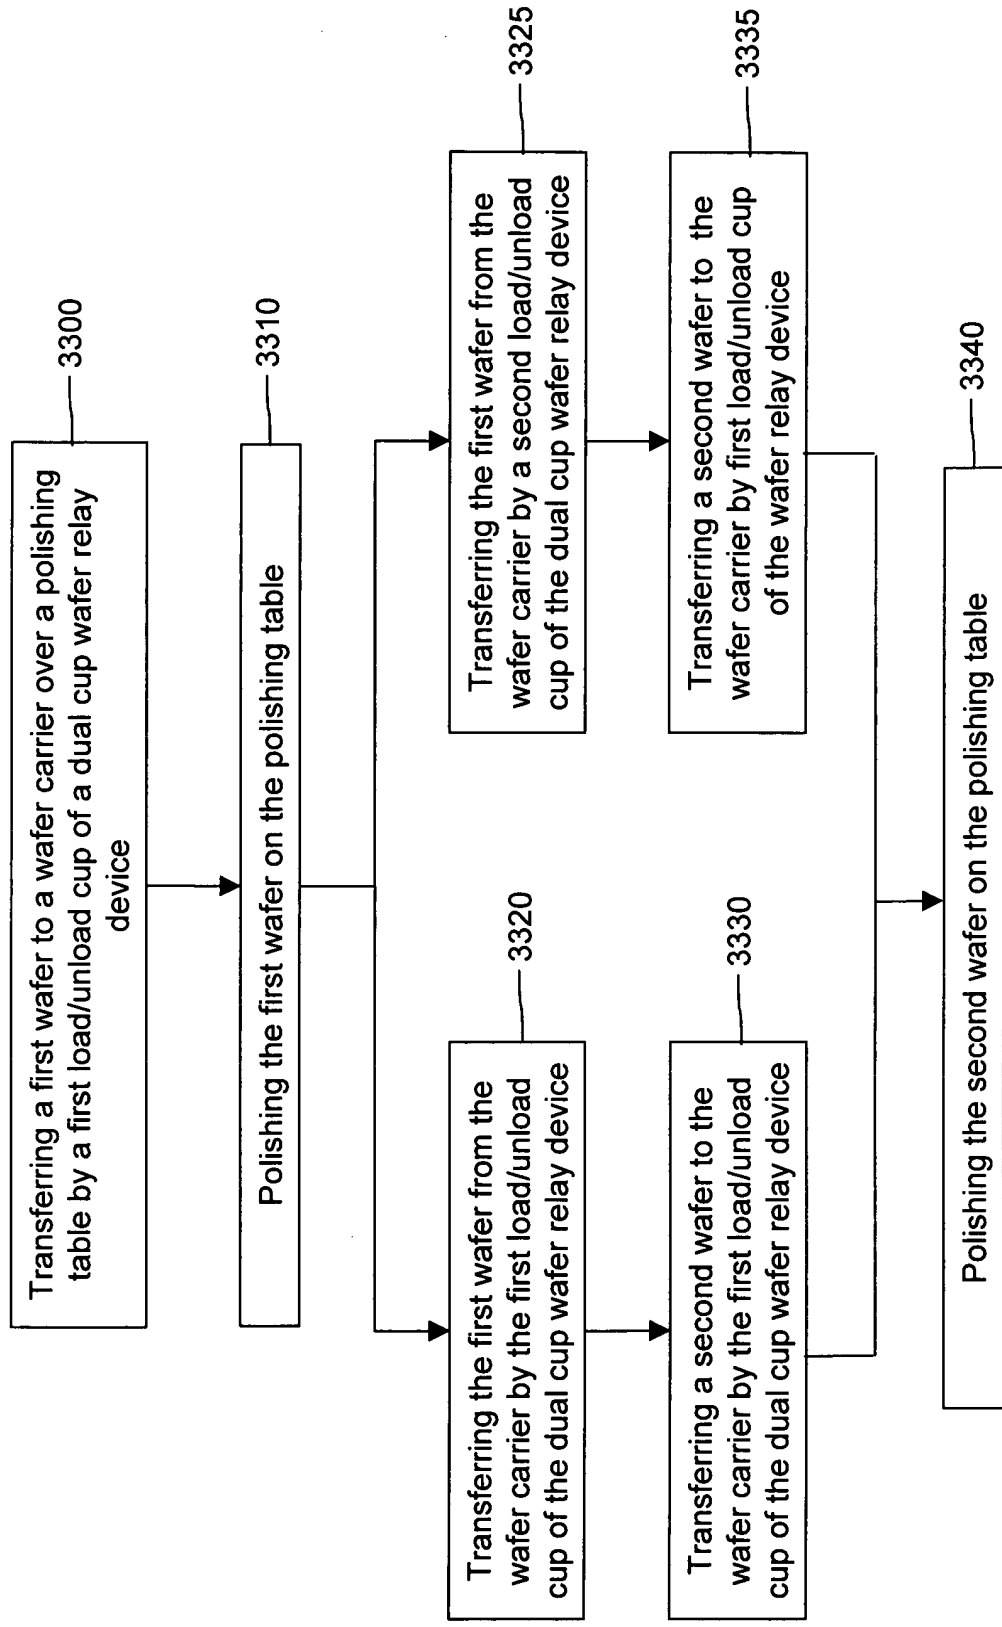 Transferring a first wafer to a wafer carrier over a polishing
table by a first load/unload cup of a dual cup wafer relay
device
3300
Polishing the first wafer on the polishing table
3310
Transferring the first wafer from the
wafer carrier by the first load/unload
cup of the dual cup wafer relay device
3320
Transferring the first wafer from the
wafer carrier by a second load/unload
cup of the dual cup wafer relay device
3325
Transferring a second wafer to the
wafer carrier by the first load/unload
cup of the dual cup wafer relay device
3330
Transferring a second wafer to the
wafer carrier by first load/unload cup
of the wafer relay device
3335
Polishing the second wafer on the polishing table
3340